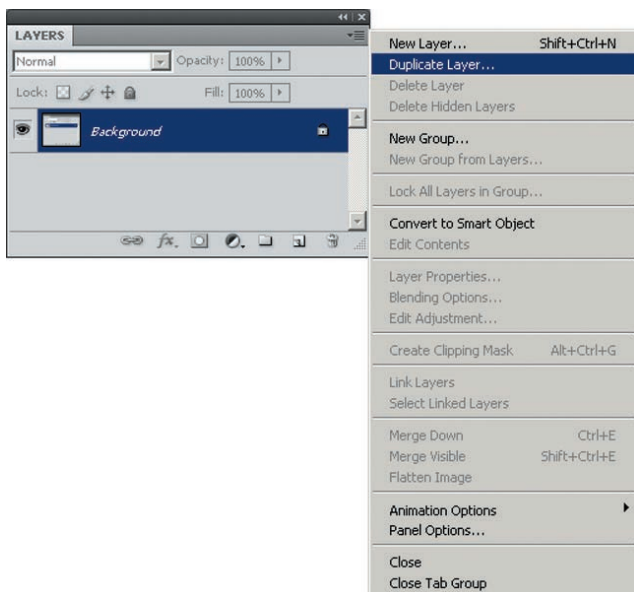 LAYERS
Normal Opacity: 100%
Lock: Fill: 100%
Background
fx.
New Layer... Shift+Ctrl+N
Duplicate Layer...
Delete Layer
Delete Hidden Layers
New Group...
New Group from Layers...
Lock All Layers in Group...
Convert to Smart Object
Edit Contents
Layer Properties...
Blending Options...
Edit Adjustment...
Create Clipping Mask Alt+Ctrl+G
Link Layers
Select Linked Layers
Merge Down Ctrl+E
Merge Visible Shift+Ctrl+E
Flatten Image
Animation Options
Panel Options...
Close
Close Tab Group